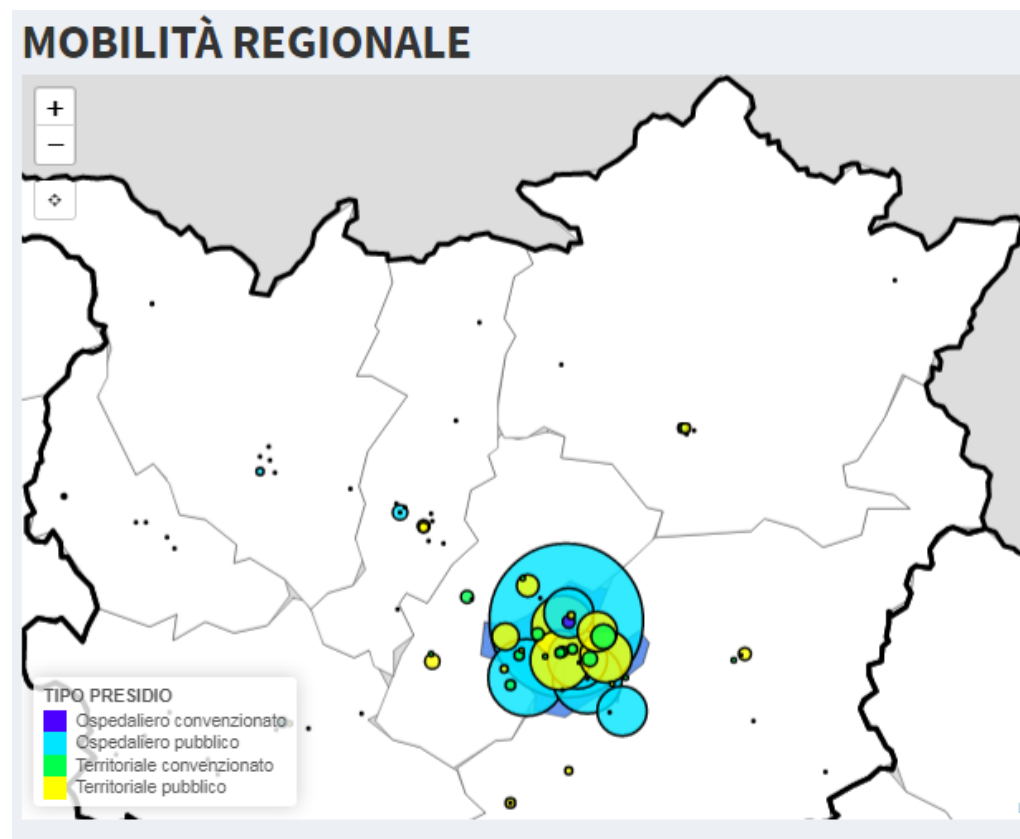 MOBILITÀ REGIONALE
+
−
TIPO PRESIDIO
Ospedaliero convenzionato
Ospedaliero pubblico
Territoriale convenzionato
Territoriale pubblico